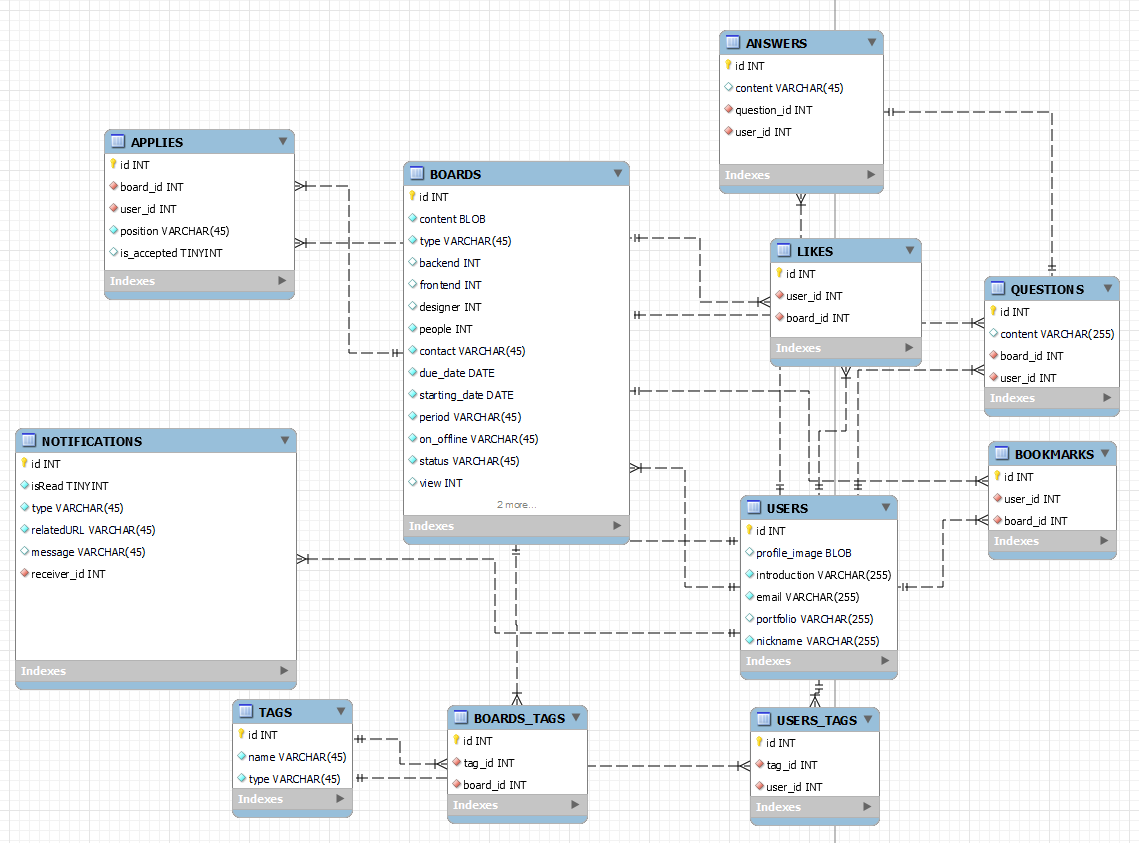 ANSWERS
id INT
content VARCHAR(45)
question_id INT
user_id INT
Indexes
APPLIES
id INT
board_id INT
user_id INT
position VARCHAR(45)
is_accepted TINYINT
Indexes
BOARDS
id INT
content BLOB
type VARCHAR(45)
backend INT
frontend INT
designer INT
people INT
contact VARCHAR(45)
due_date DATE
starting_date DATE
period VARCHAR(45)
on_offline VARCHAR(45)
status VARCHAR(45)
view INT
2 more...
Indexes
LIKES
id INT
user_id INT
board_id INT
Indexes
QUESTIONS
id INT
content VARCHAR(255)
board_id INT
user_id INT
Indexes
NOTIFICATIONS
id INT
isRead TINYINT
type VARCHAR(45)
relatedURL VARCHAR(45)
message VARCHAR(45)
receiver_id INT
Indexes
BOOKMARKS
id INT
user_id INT
board_id INT
Indexes
USERS
id INT
profile_image BLOB
introduction VARCHAR(255)
email VARCHAR(255)
portfolio VARCHAR(255)
nickname VARCHAR(255)
Indexes
TAGS
id INT
name VARCHAR(45)
type VARCHAR(45)
Indexes
BOARDS_TAGS
id INT
tag_id INT
board_id INT
Indexes
USERS_TAGS
id INT
tag_id INT
user_id INT
Indexes